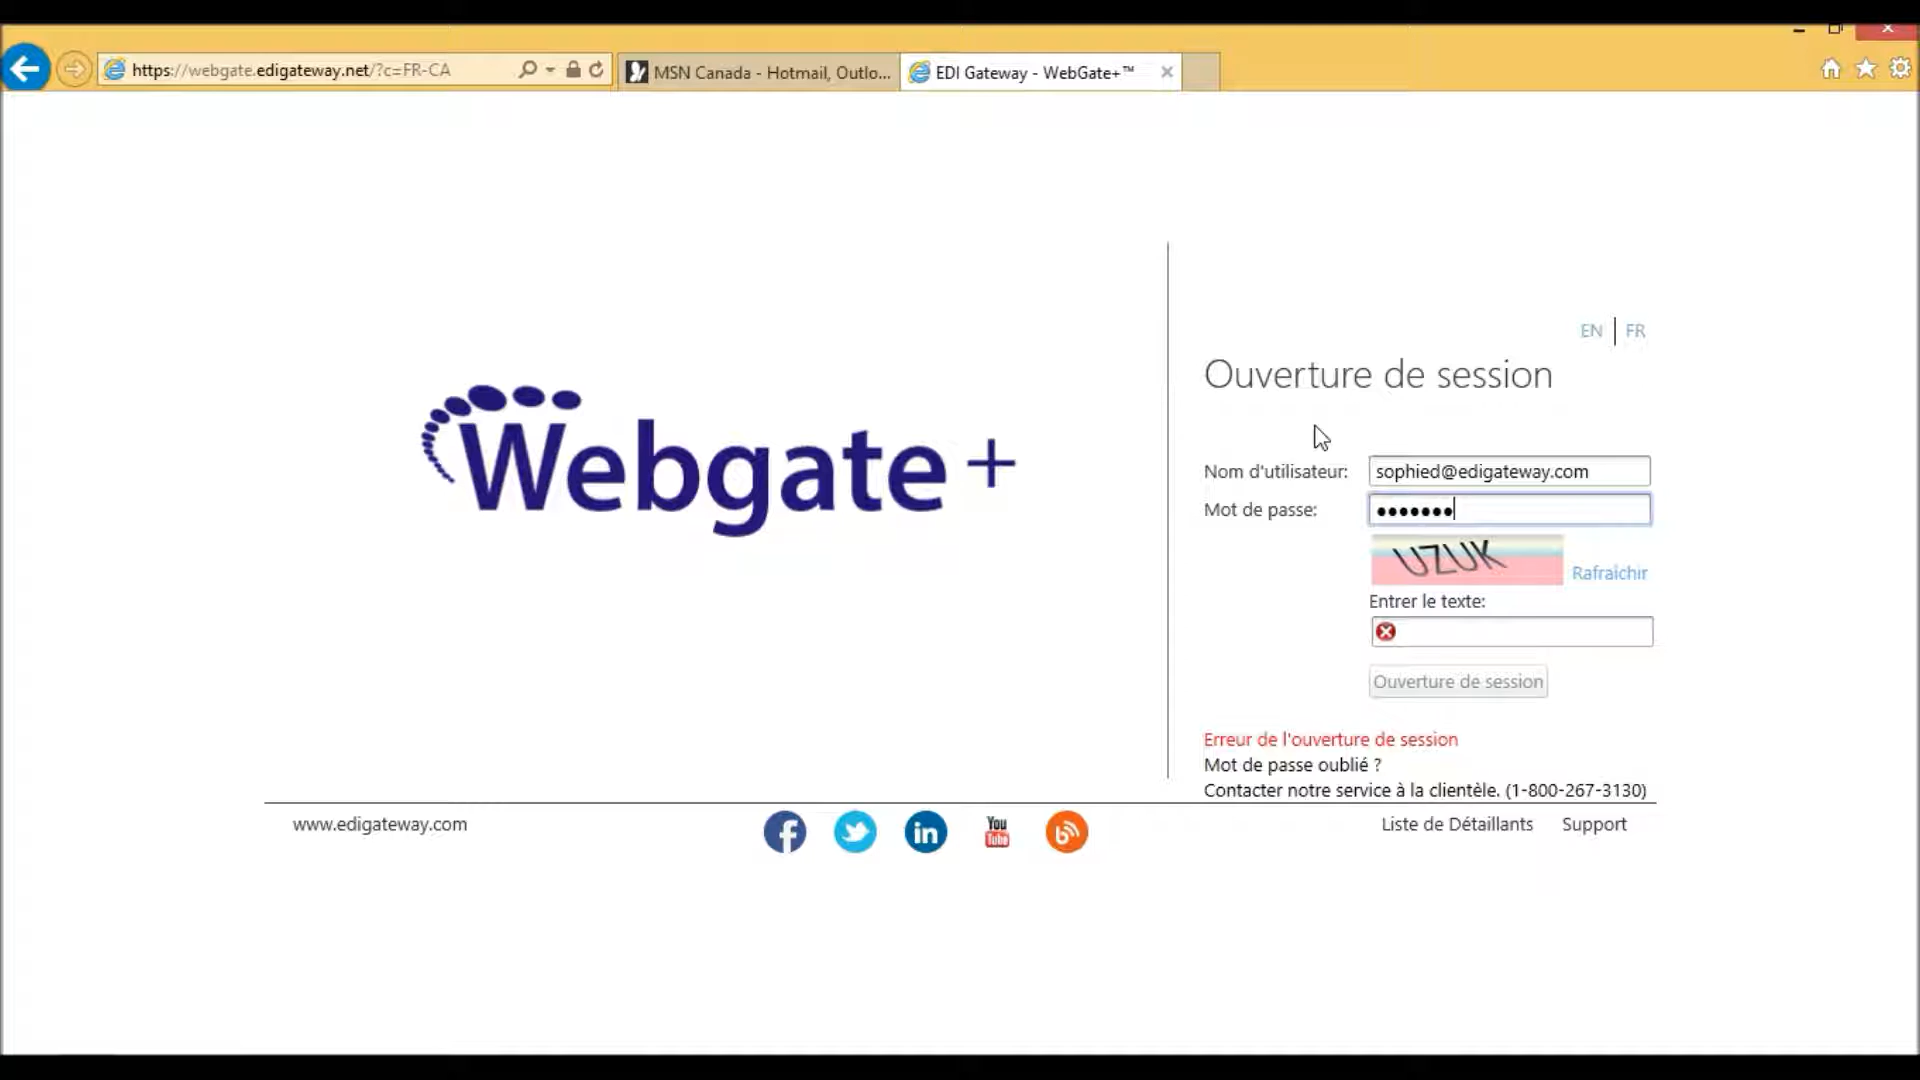 https://webgate.edigateway.net/?c=FR-CA
MSN Canada - Hotmail, Outlo...
EDI Gateway - WebGate+™
EN | FR
Ouverture de session
Webgate+
Nom d'utilisateur: sophied@edigateway.com
Mot de passe: •••••••
UZUK
Rafraîchir
Entrer le texte:
Ouverture de session
Erreur de l'ouverture de session
Mot de passe oublié ?
Contacter notre service à la clientèle. (1-800-267-3130)
www.edigateway.com
in
You Tube
Liste de Détaillants
Support